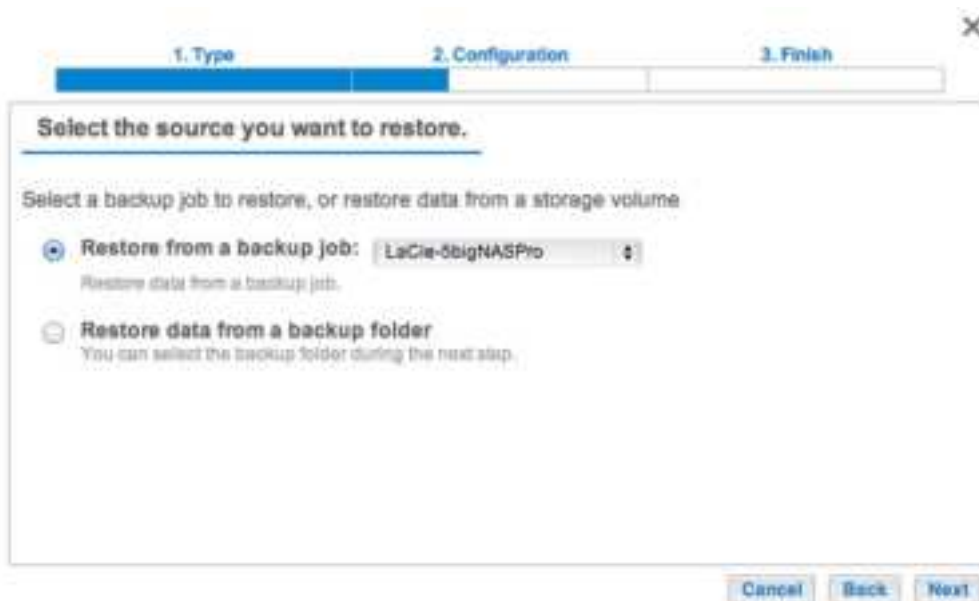 1. Type
2. Configuration
3. Finish
Select the source you want to restore.
Select a backup job to restore, or restore data from a storage volume
Restore from a backup job: LaCie-5bigNASPro
Restore data from a backup job.
Restore data from a backup folder
You can select the backup folder during the next step.
Cancel
Back
Next